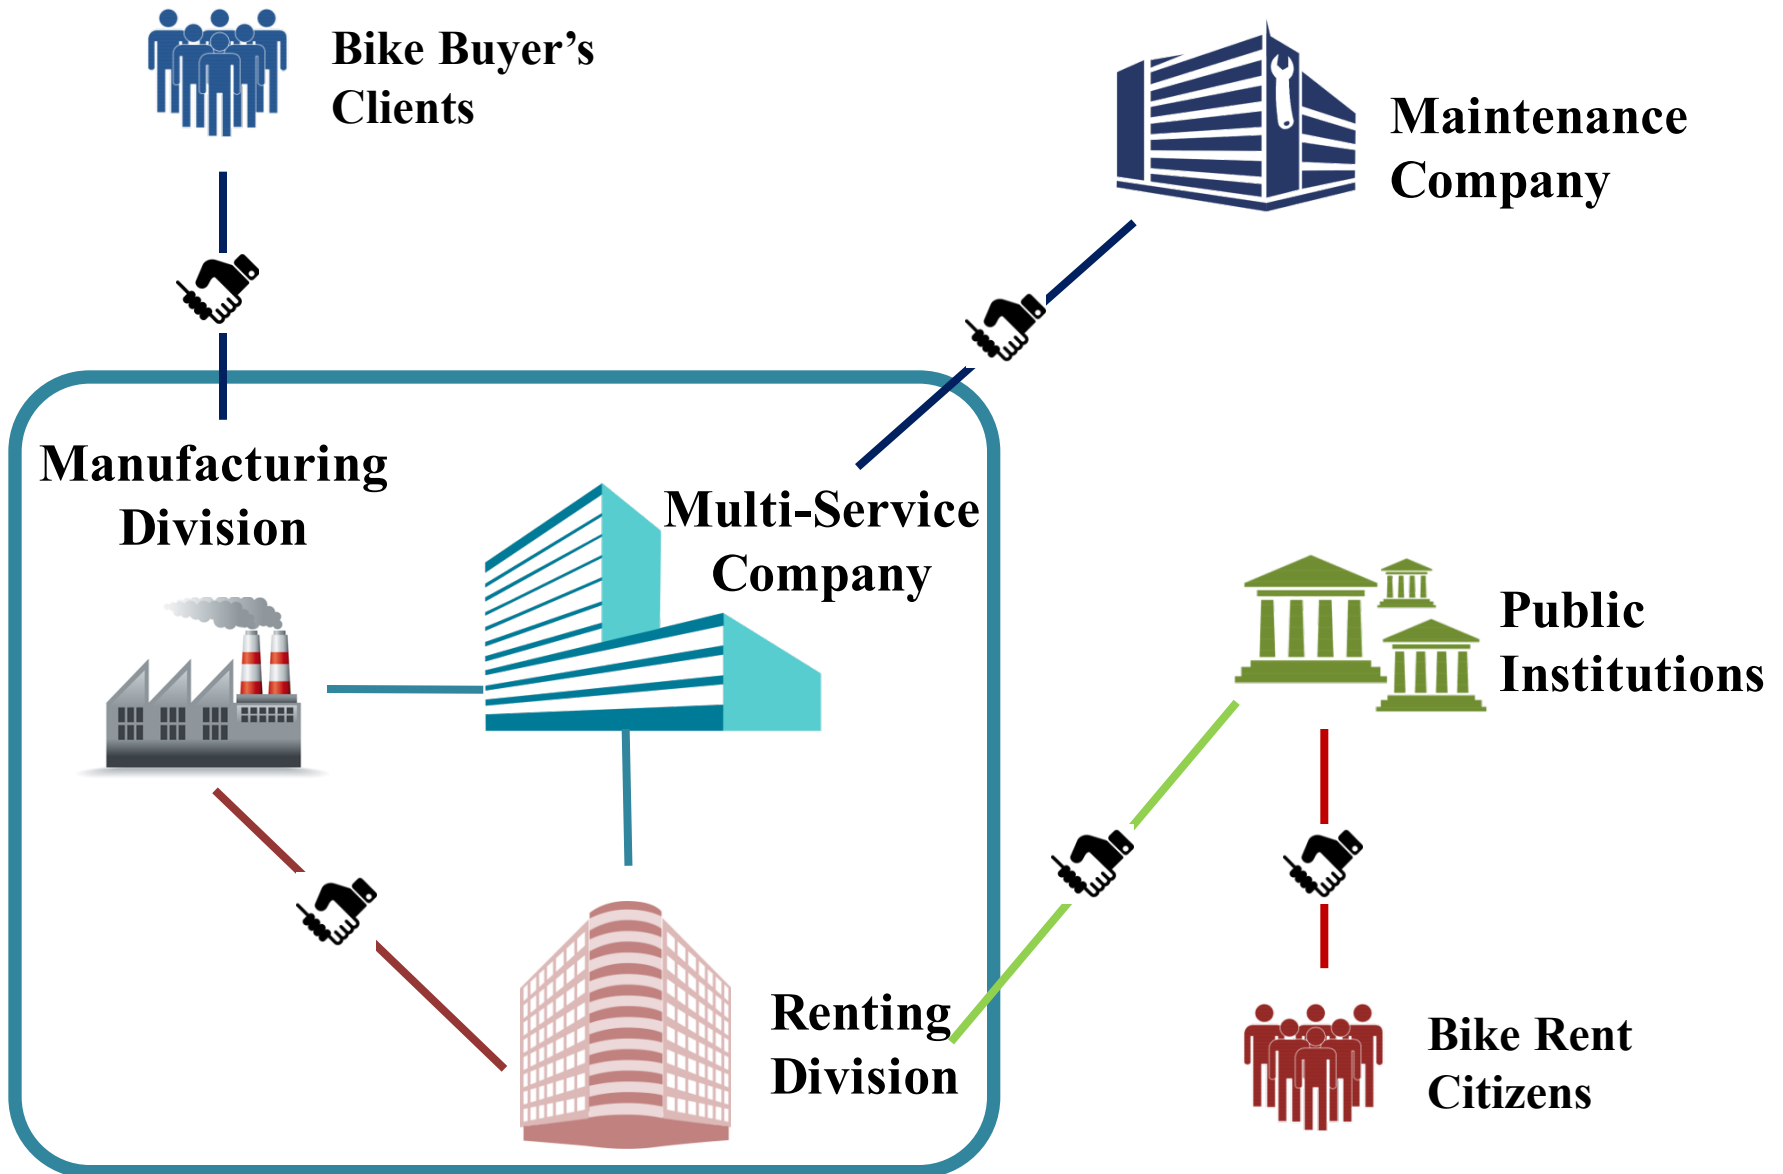 Bike Buyer’s
Clients
Maintenance
Company
Manufacturing
Division
Multi-Service
Company
Public
Institutions
Renting
Division
Bike Rent
Citizens